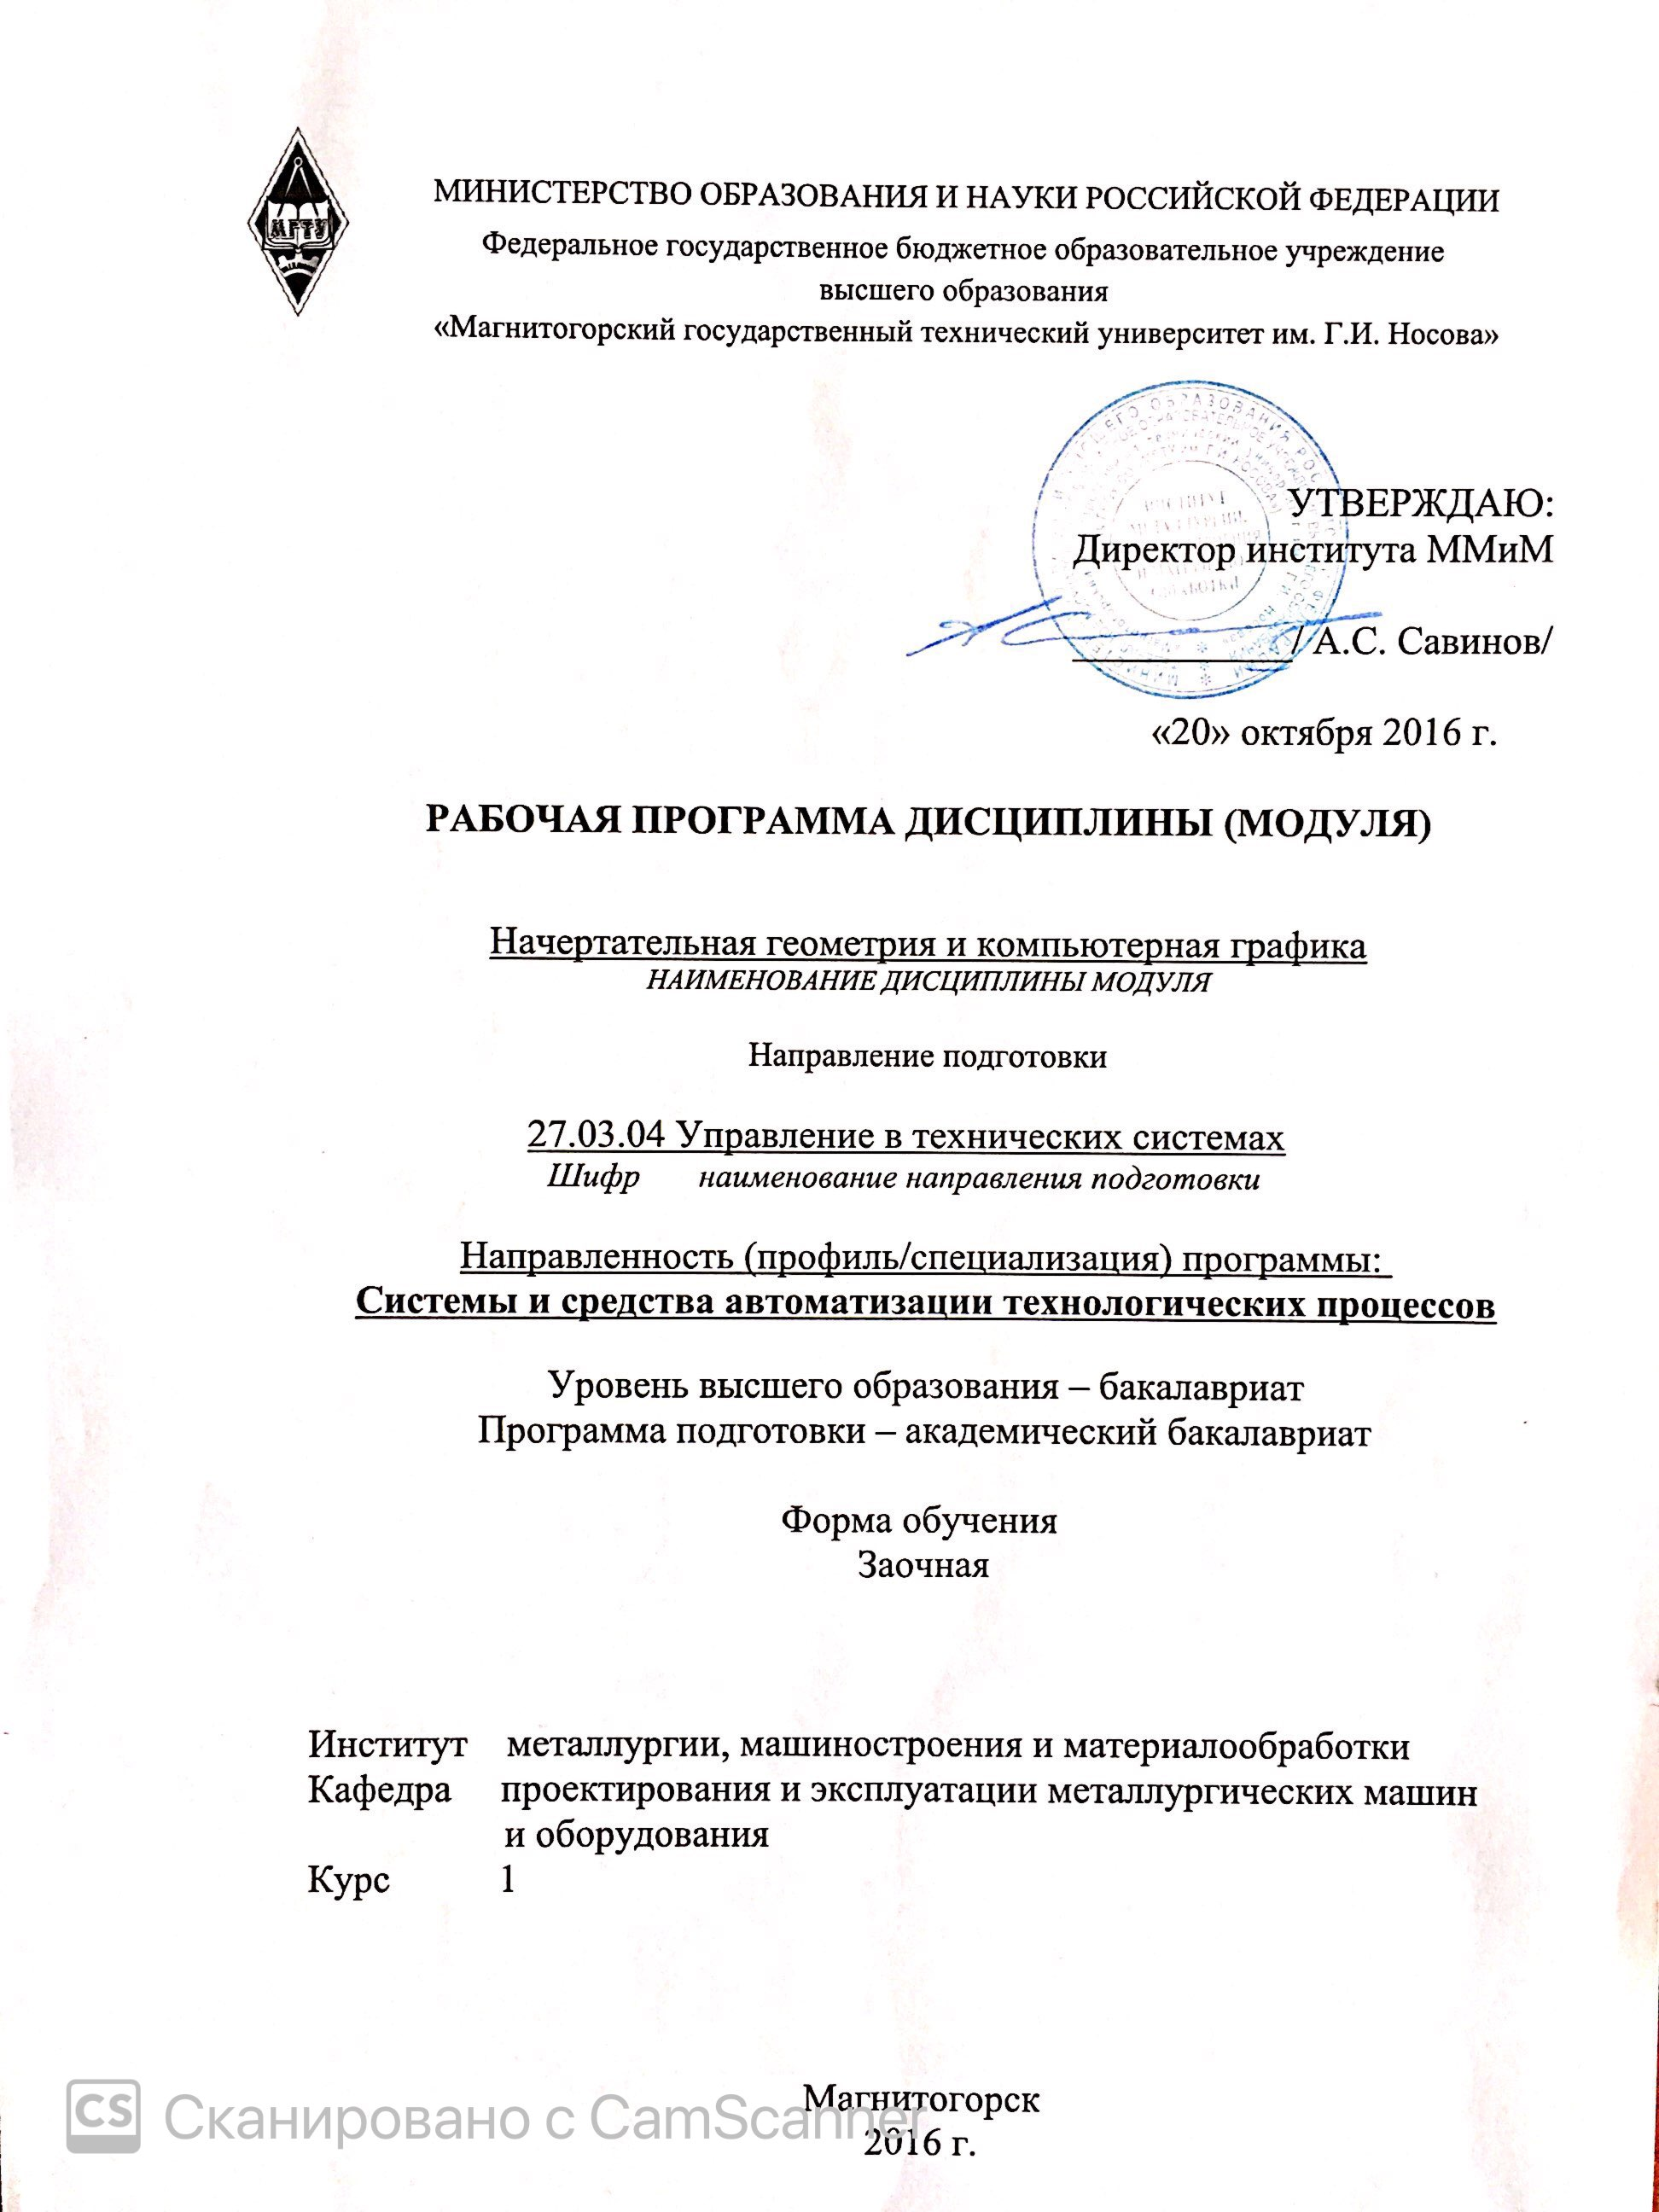 МГТУ
МИНИСТЕРСТВО ОБРАЗОВАНИЯ И НАУКИ РОССИЙСКОЙ ФЕДЕРАЦИИ
Федеральное государственное бюджетное образовательное учреждение
высшего образования
«Магнитогорский государственный технический университет им. Г.И. Носова»
УТВЕРЖДАЮ:
Директор института ММиМ
/ А.С. Савинов/
«20» октября 2016 г.
РАБОЧАЯ ПРОГРАММА ДИСЦИПЛИНЫ (МОДУЛЯ)
Начертательная геометрия и компьютерная графика
НАИМЕНОВАНИЕ ДИСЦИПЛИНЫ МОДУЛЯ
Направление подготовки
27.03.04 Управление в технических системах
Шифр наименование направления подготовки
Направленность (профиль/специализация) программы:
Системы и средства автоматизации технологических процессов
Уровень высшего образования – бакалавриат
Программа подготовки – академический бакалавриат
Форма обучения
Заочная
Институт металлургии, машиностроения и материалообработки
Кафедра проектирования и эксплуатации металлургических машин
и оборудования
Курс 1
Магнитогорск
2016 г.
CS Сканировано с CamScanner